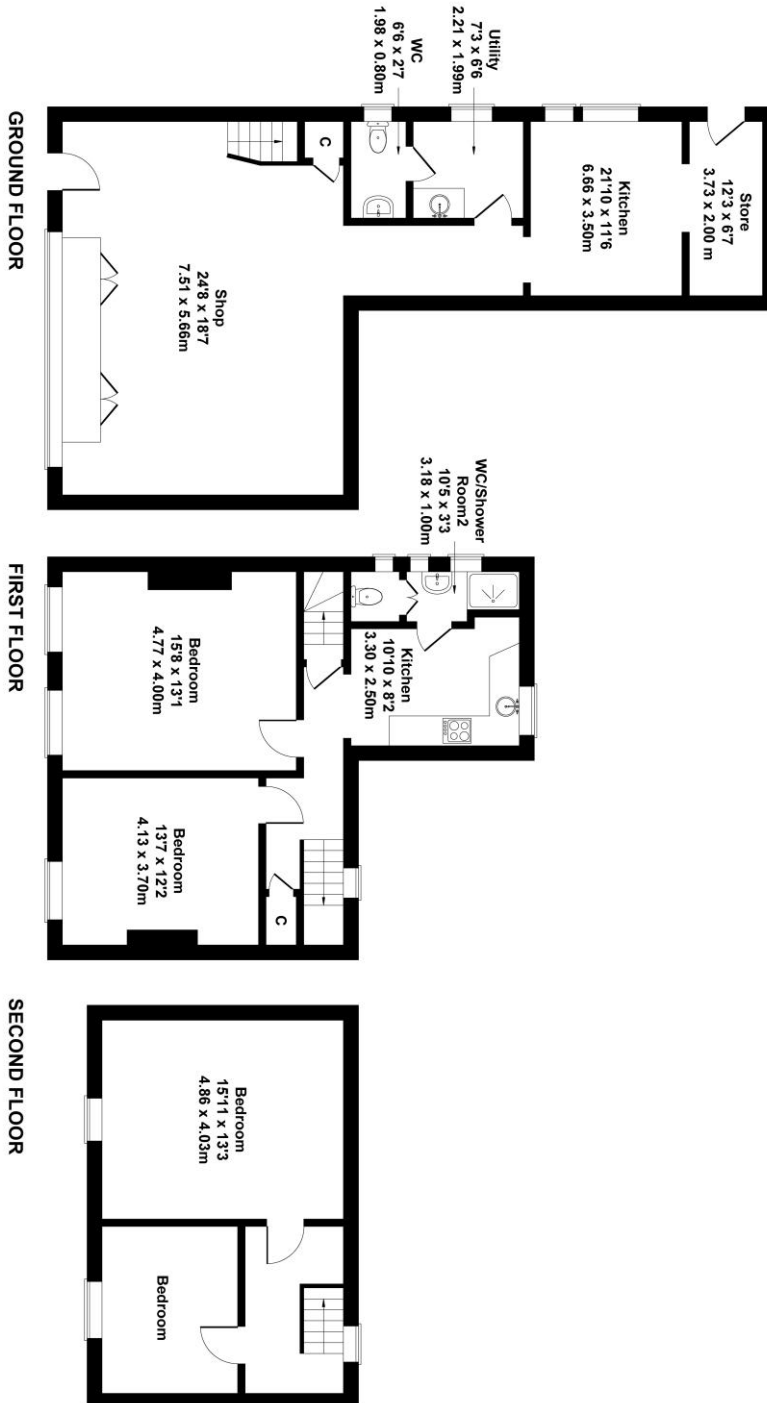 Store
12'3 x 6'7
3.73 x 2.00 m
Kitchen
21'10 x 11'6
6.66 x 3.50m
Utility
7'3 x 6'6
2.21 x 1.99m
WC
6'6 x 2'7
1.98 x 0.80m
C
Shop
24'8 x 18'7
7.51 x 5.66m
GROUND FLOOR
WC/Shower
Room2
10'5 x 3'3
3.18 x 1.00m
Kitchen
10'10 x 8'2
3.30 x 2.50m
Bedroom
15'8 x 13'1
4.77 x 4.00m
Bedroom
13'7 x 12'2
4.13 x 3.70m
C
FIRST FLOOR
Bedroom
15'11 x 13'3
4.86 x 4.03m
Bedroom
SECOND FLOOR